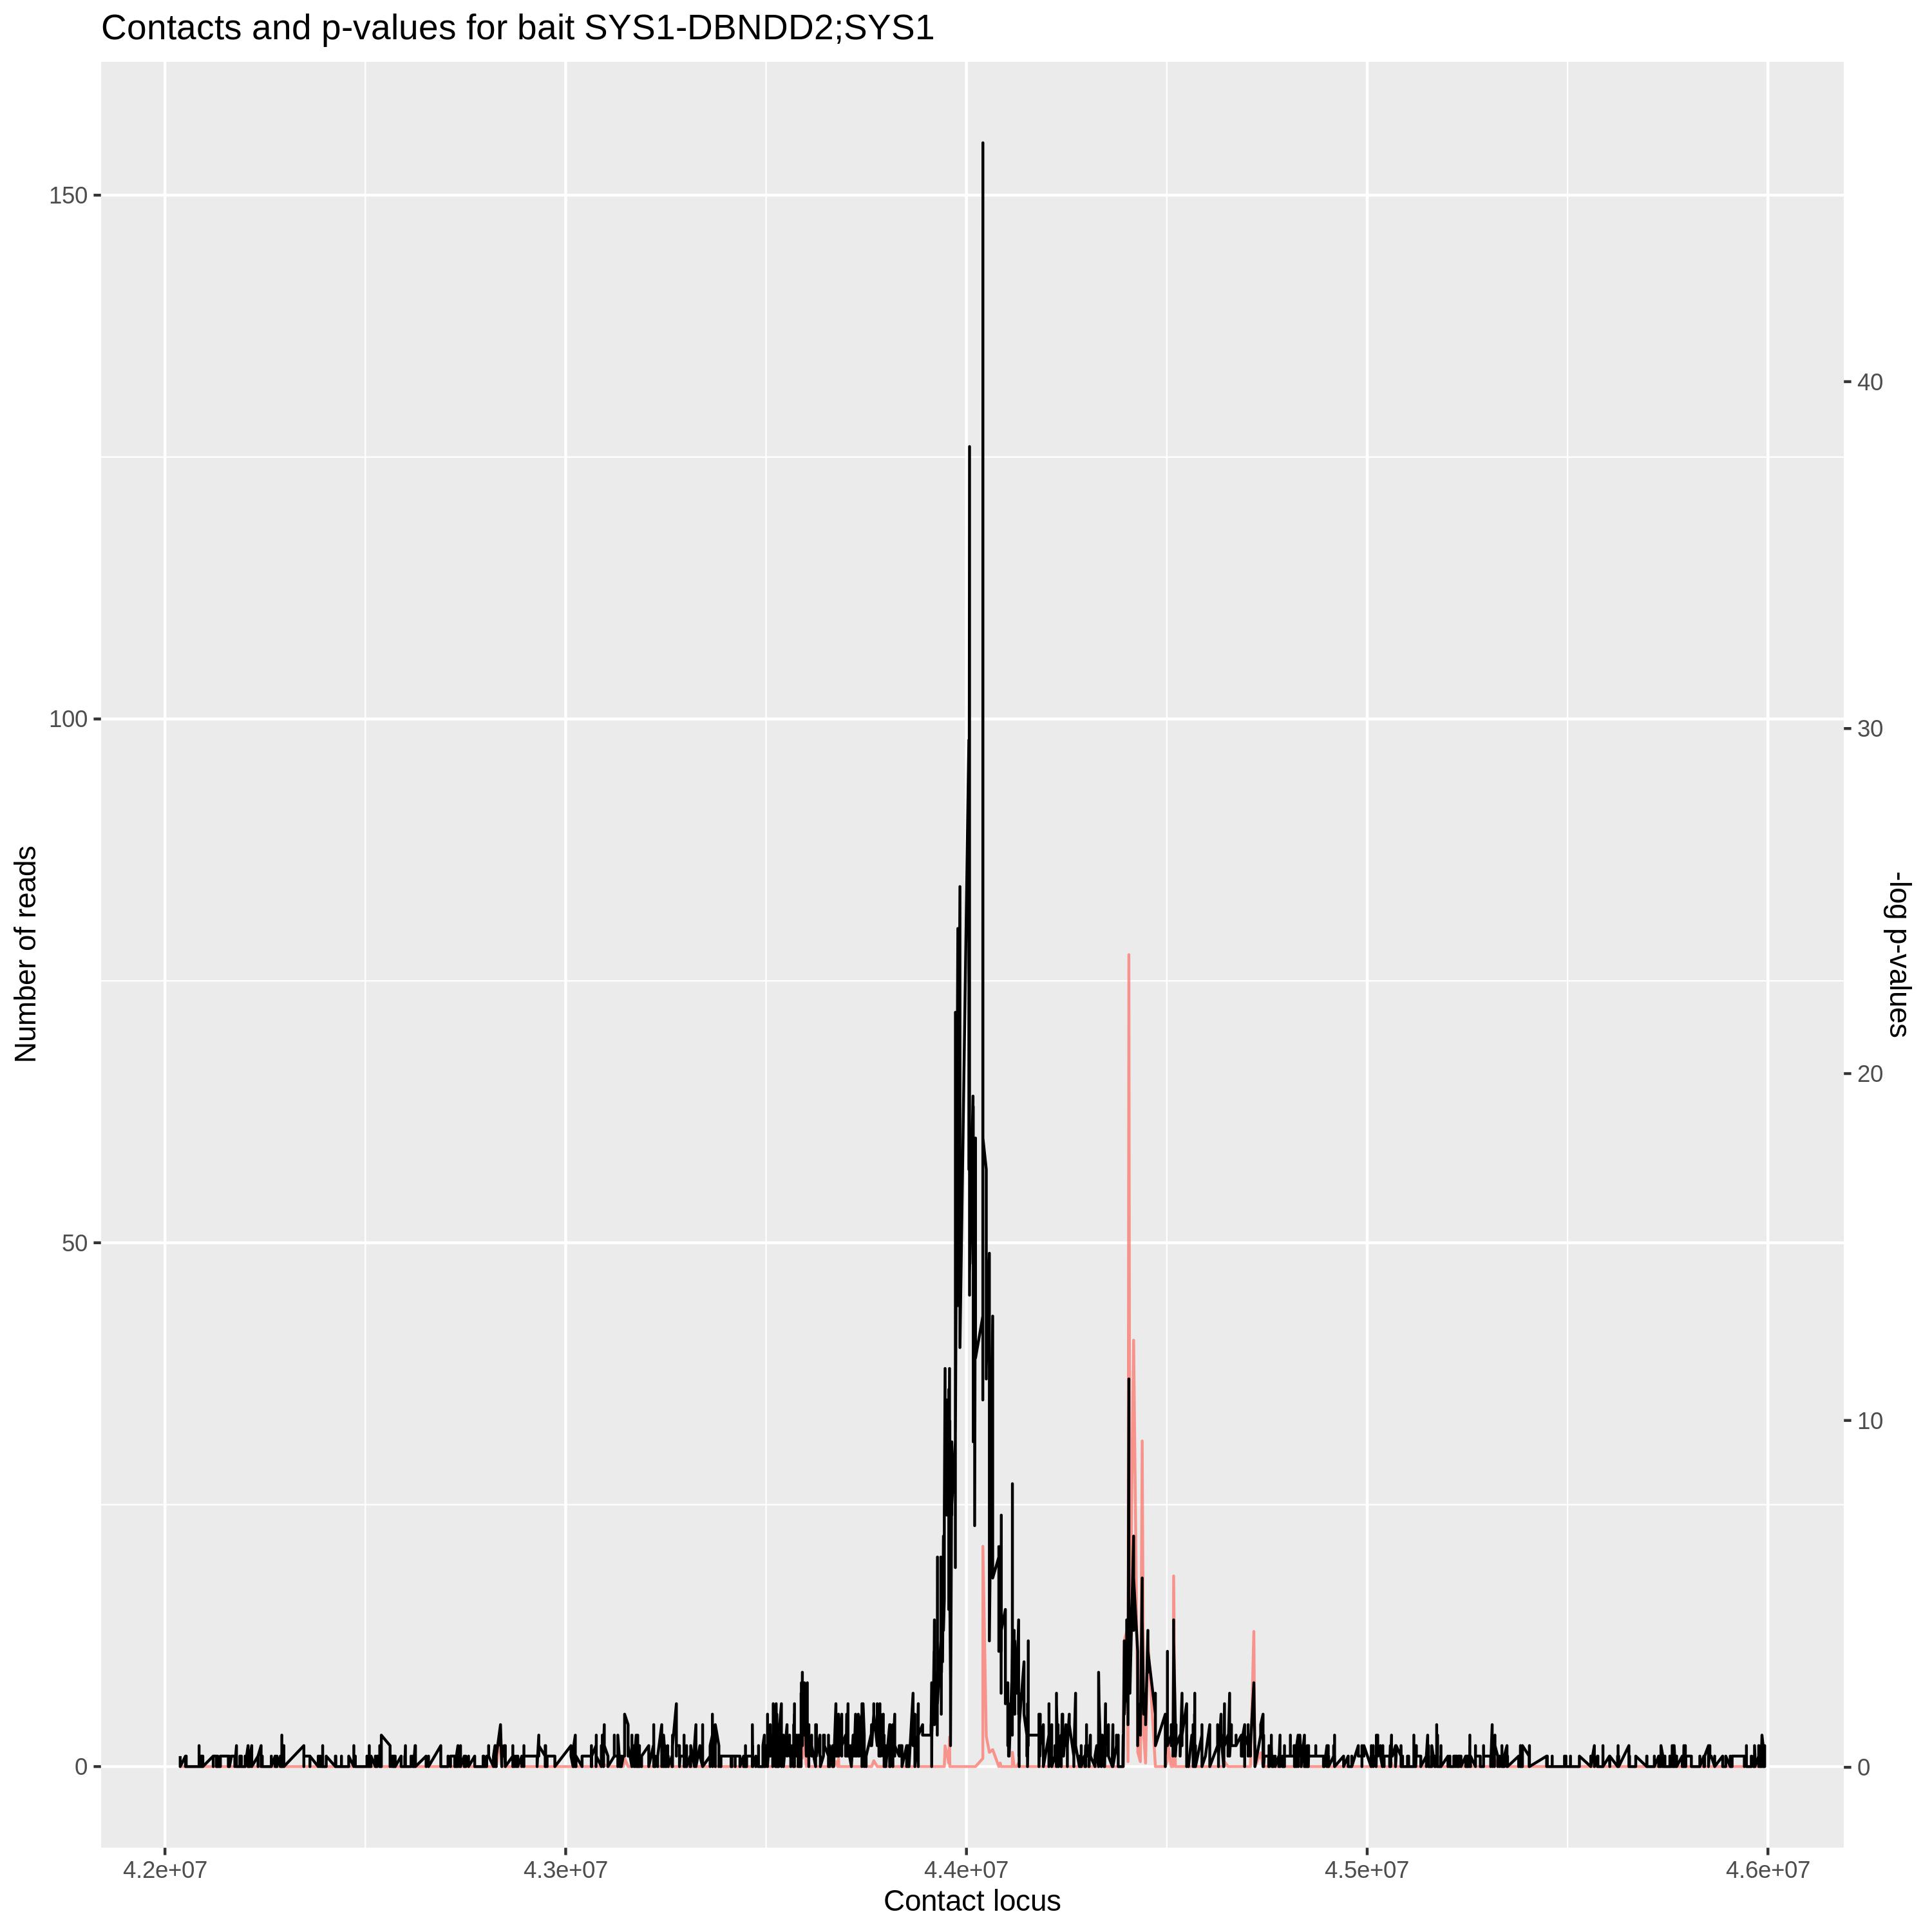 Contacts and p-values for bait SYS1-DBNDD2;SYS1
Number of reads
150
100
50
0
-log p-values
40
30
20
10
0
4.2e+07
4.3e+07
4.4e+07
4.5e+07
4.6e+07
Contact locus